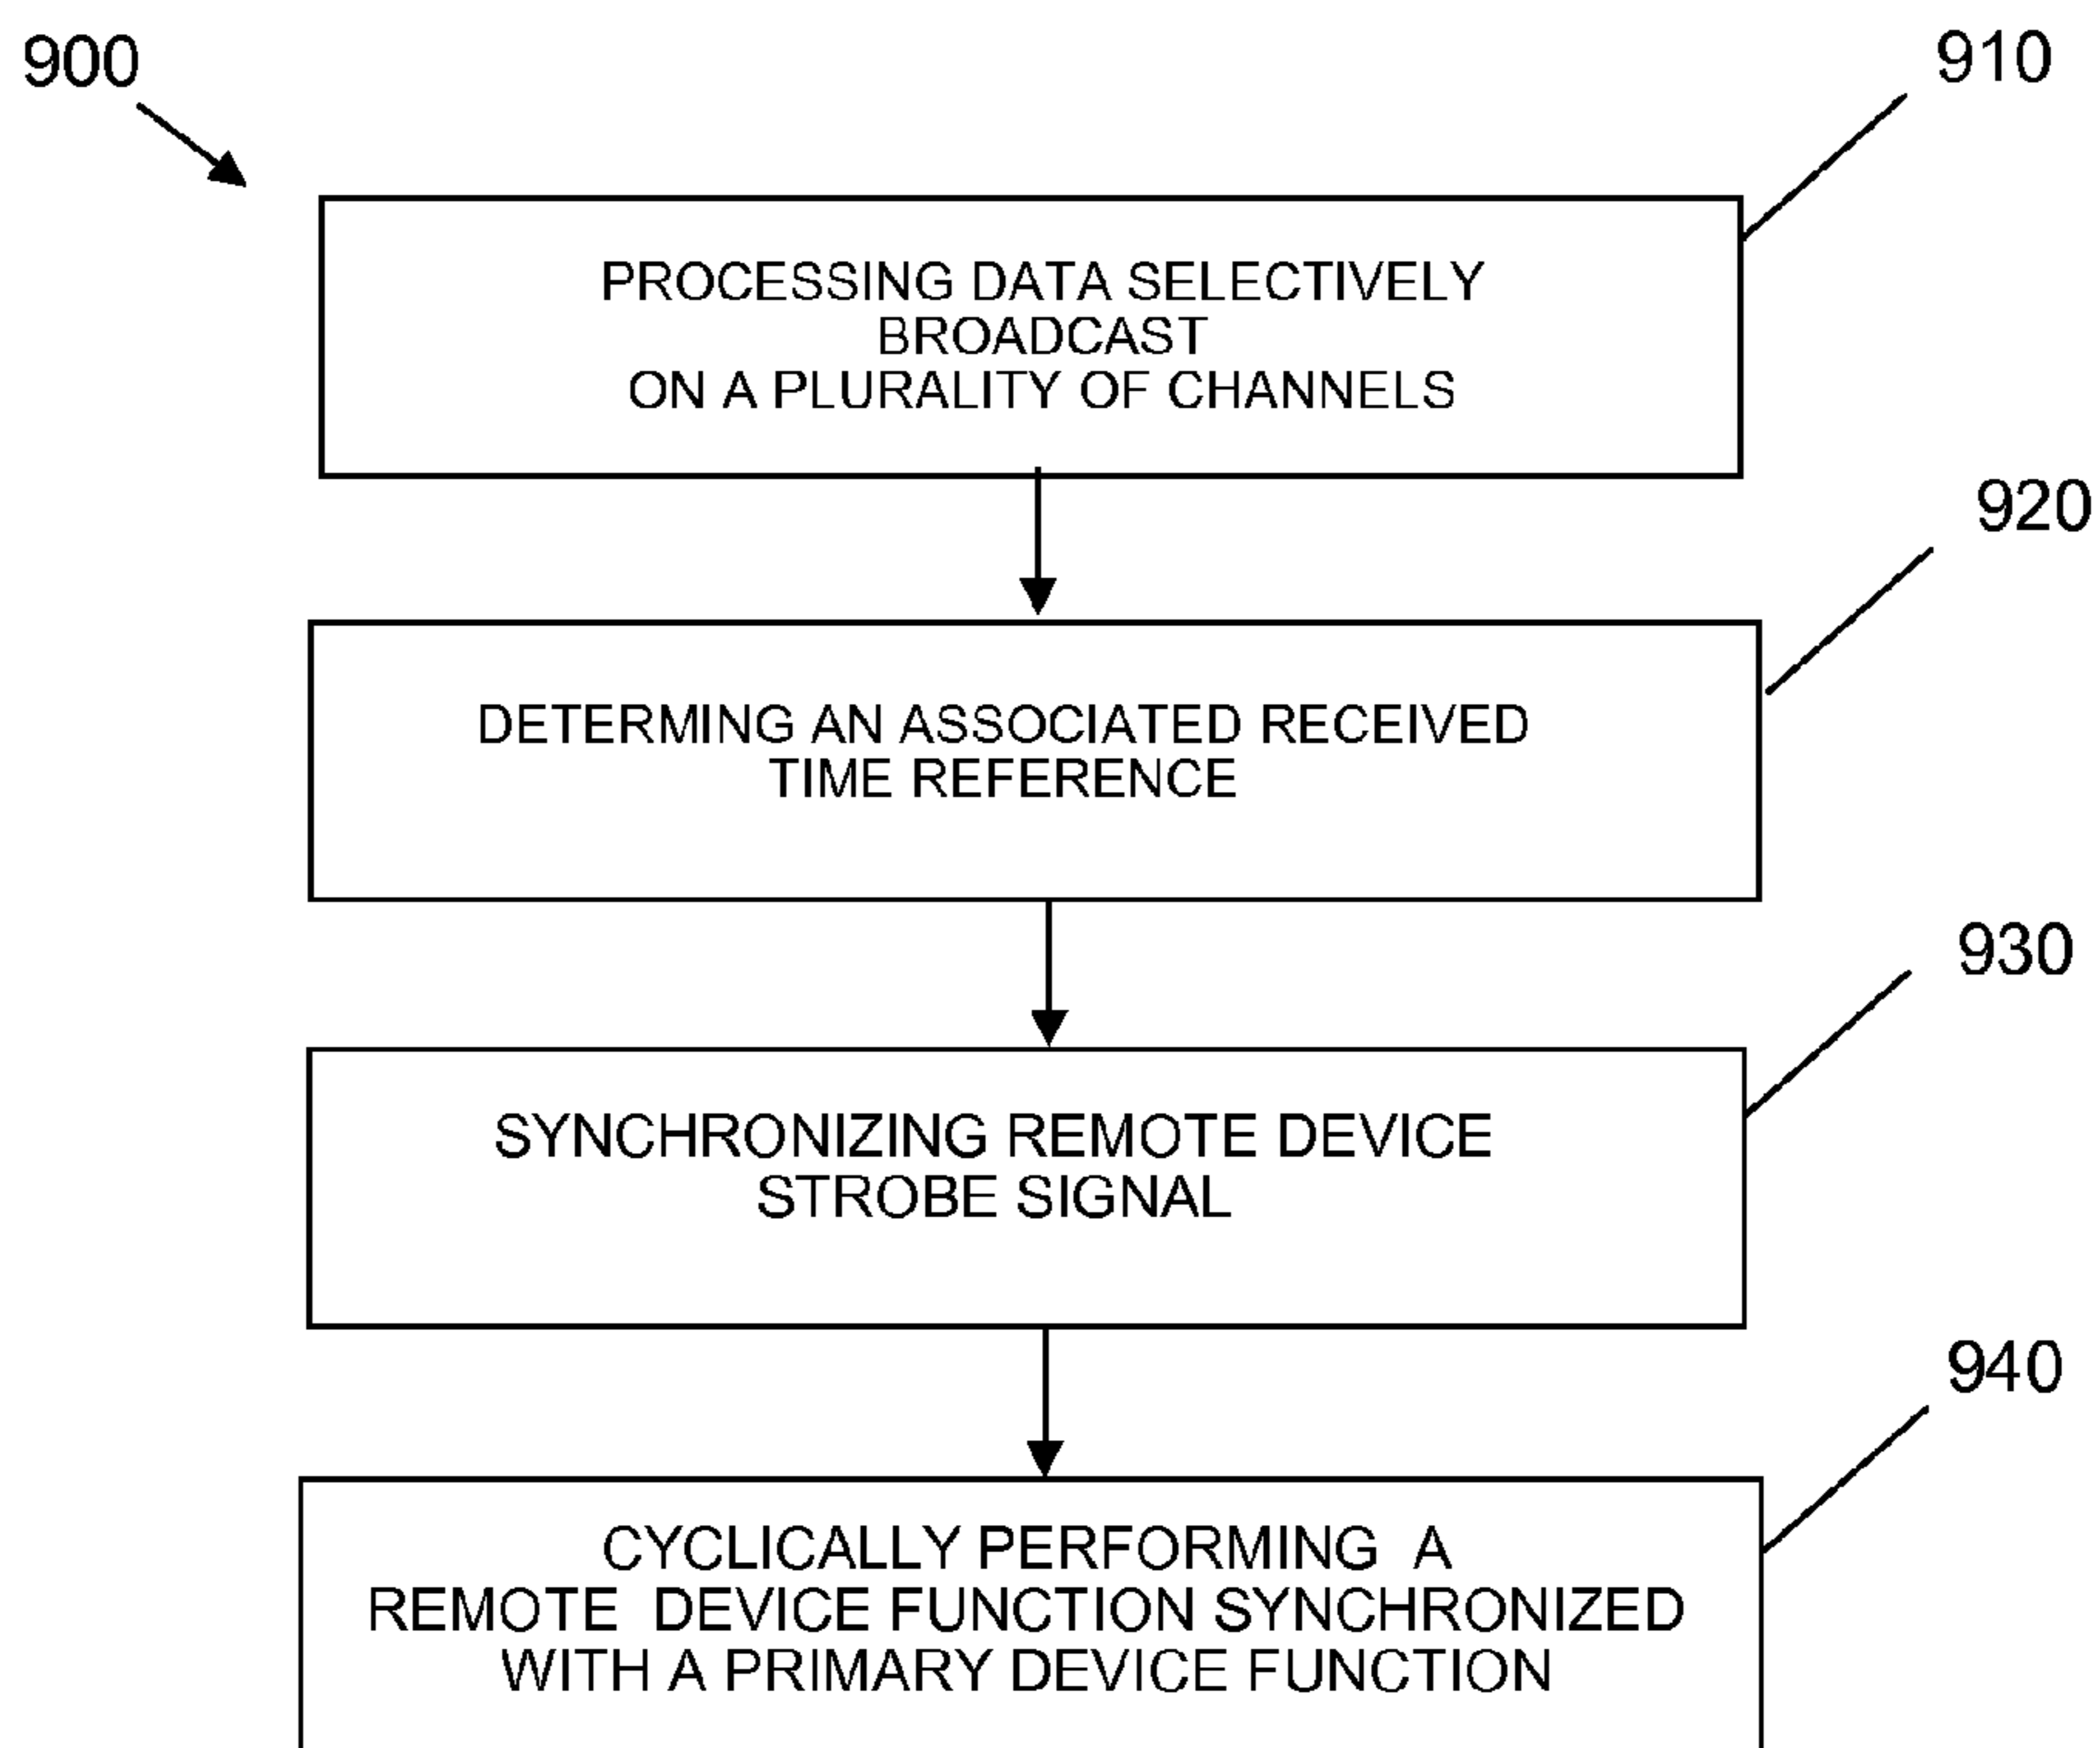 900
910
PROCESSING DATA SELECTIVELY
BROADCAST
ON A PLURALITY OF CHANNELS
920
DETERMING AN ASSOCIATED RECEIVED
TIME REFERENCE
930
SYNCHRONIZING REMOTE DEVICE
STROBE SIGNAL
940
CYCLICALLY PERFORMING A
REMOTE DEVICE FUNCTION SYNCHRONIZED
WITH A PRIMARY DEVICE FUNCTION